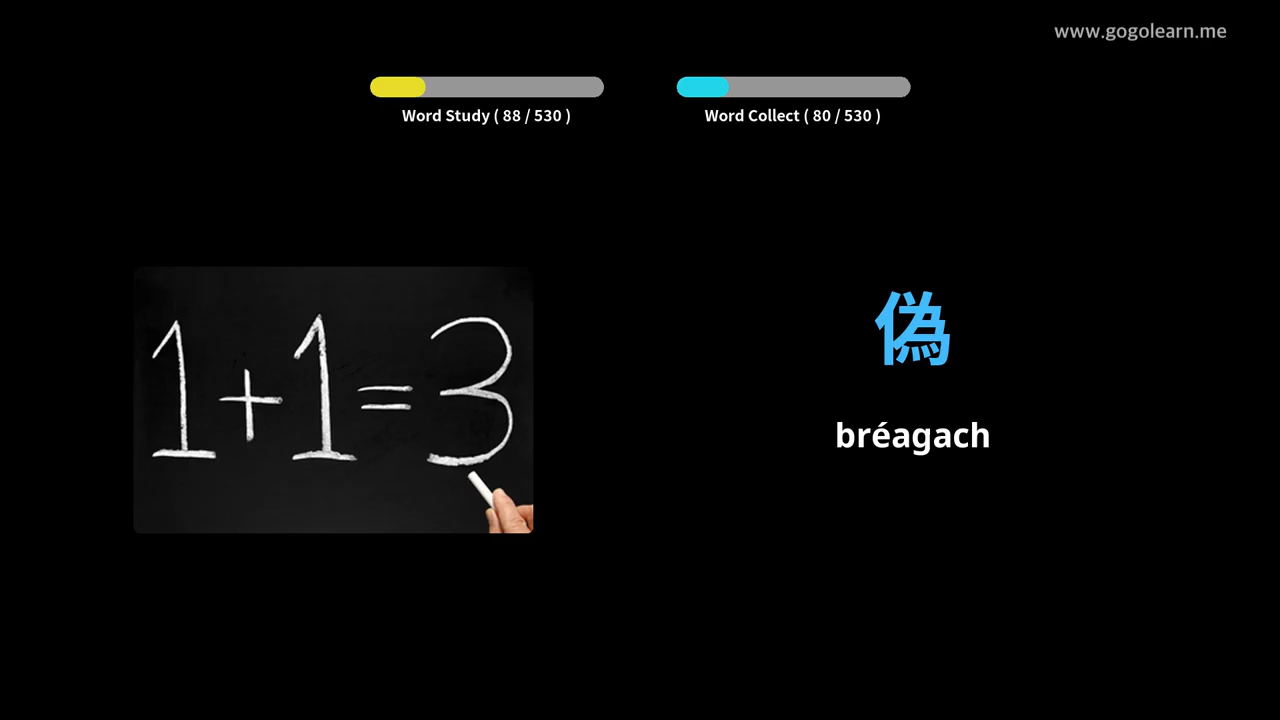 www.gogolearn.me
Word Study ( 88 / 530 )
Word Collect ( 80 / 530 )
1+1=3
偽
bréagach